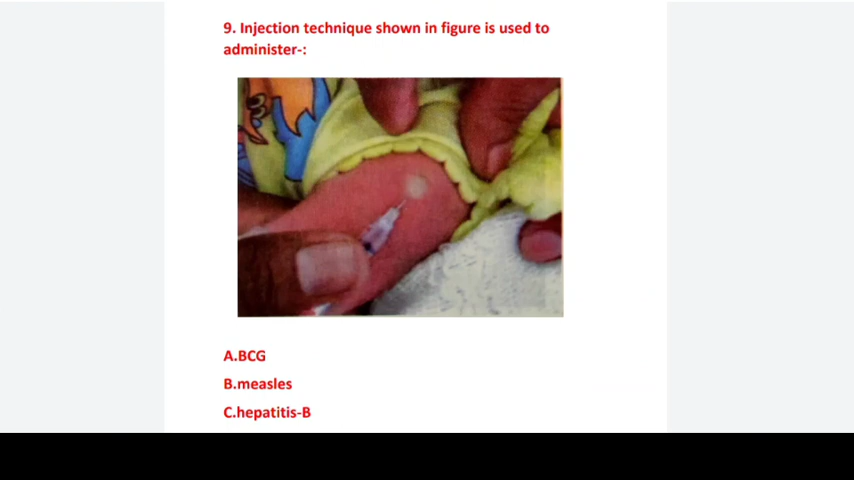 9. Injection technique shown in figure is used to
administer-:
A.BCG
B.measles
C.hepatitis-B